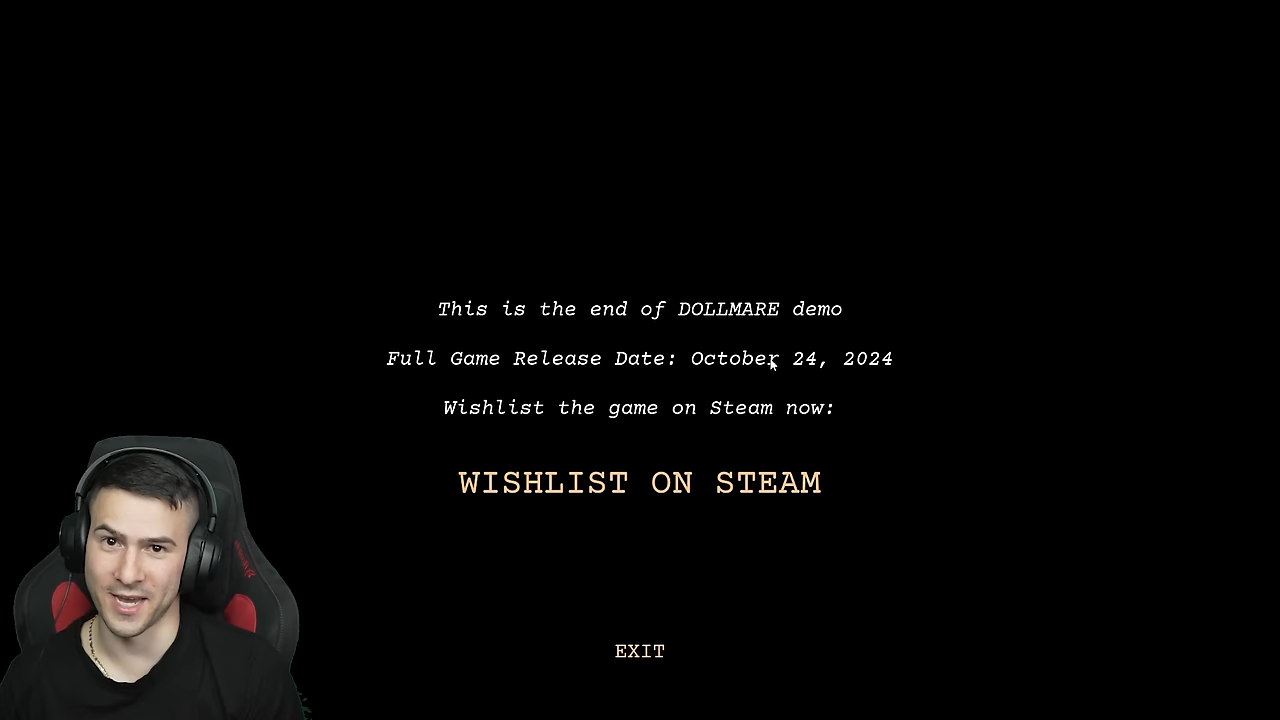 This is the end of DOLLMARE demo
Full Game Release Date: October 24, 2024
Wishlist the game on Steam now:
WISHLIST ON STEAM
EXIT